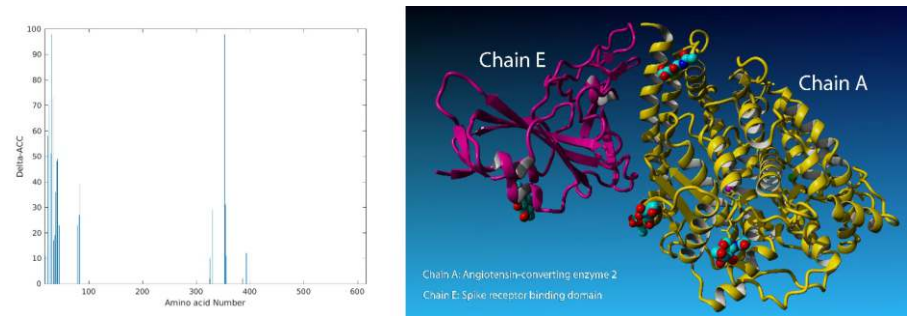 100
90
80
70
60
50
40
30
20
10
0
Delta-ACC
100 200 300 400 500 600
Amino acid Number
Chain E
Chain A
Chain A: Angiotensin-converting enzyme 2
Chain E: Spike receptor binding domain